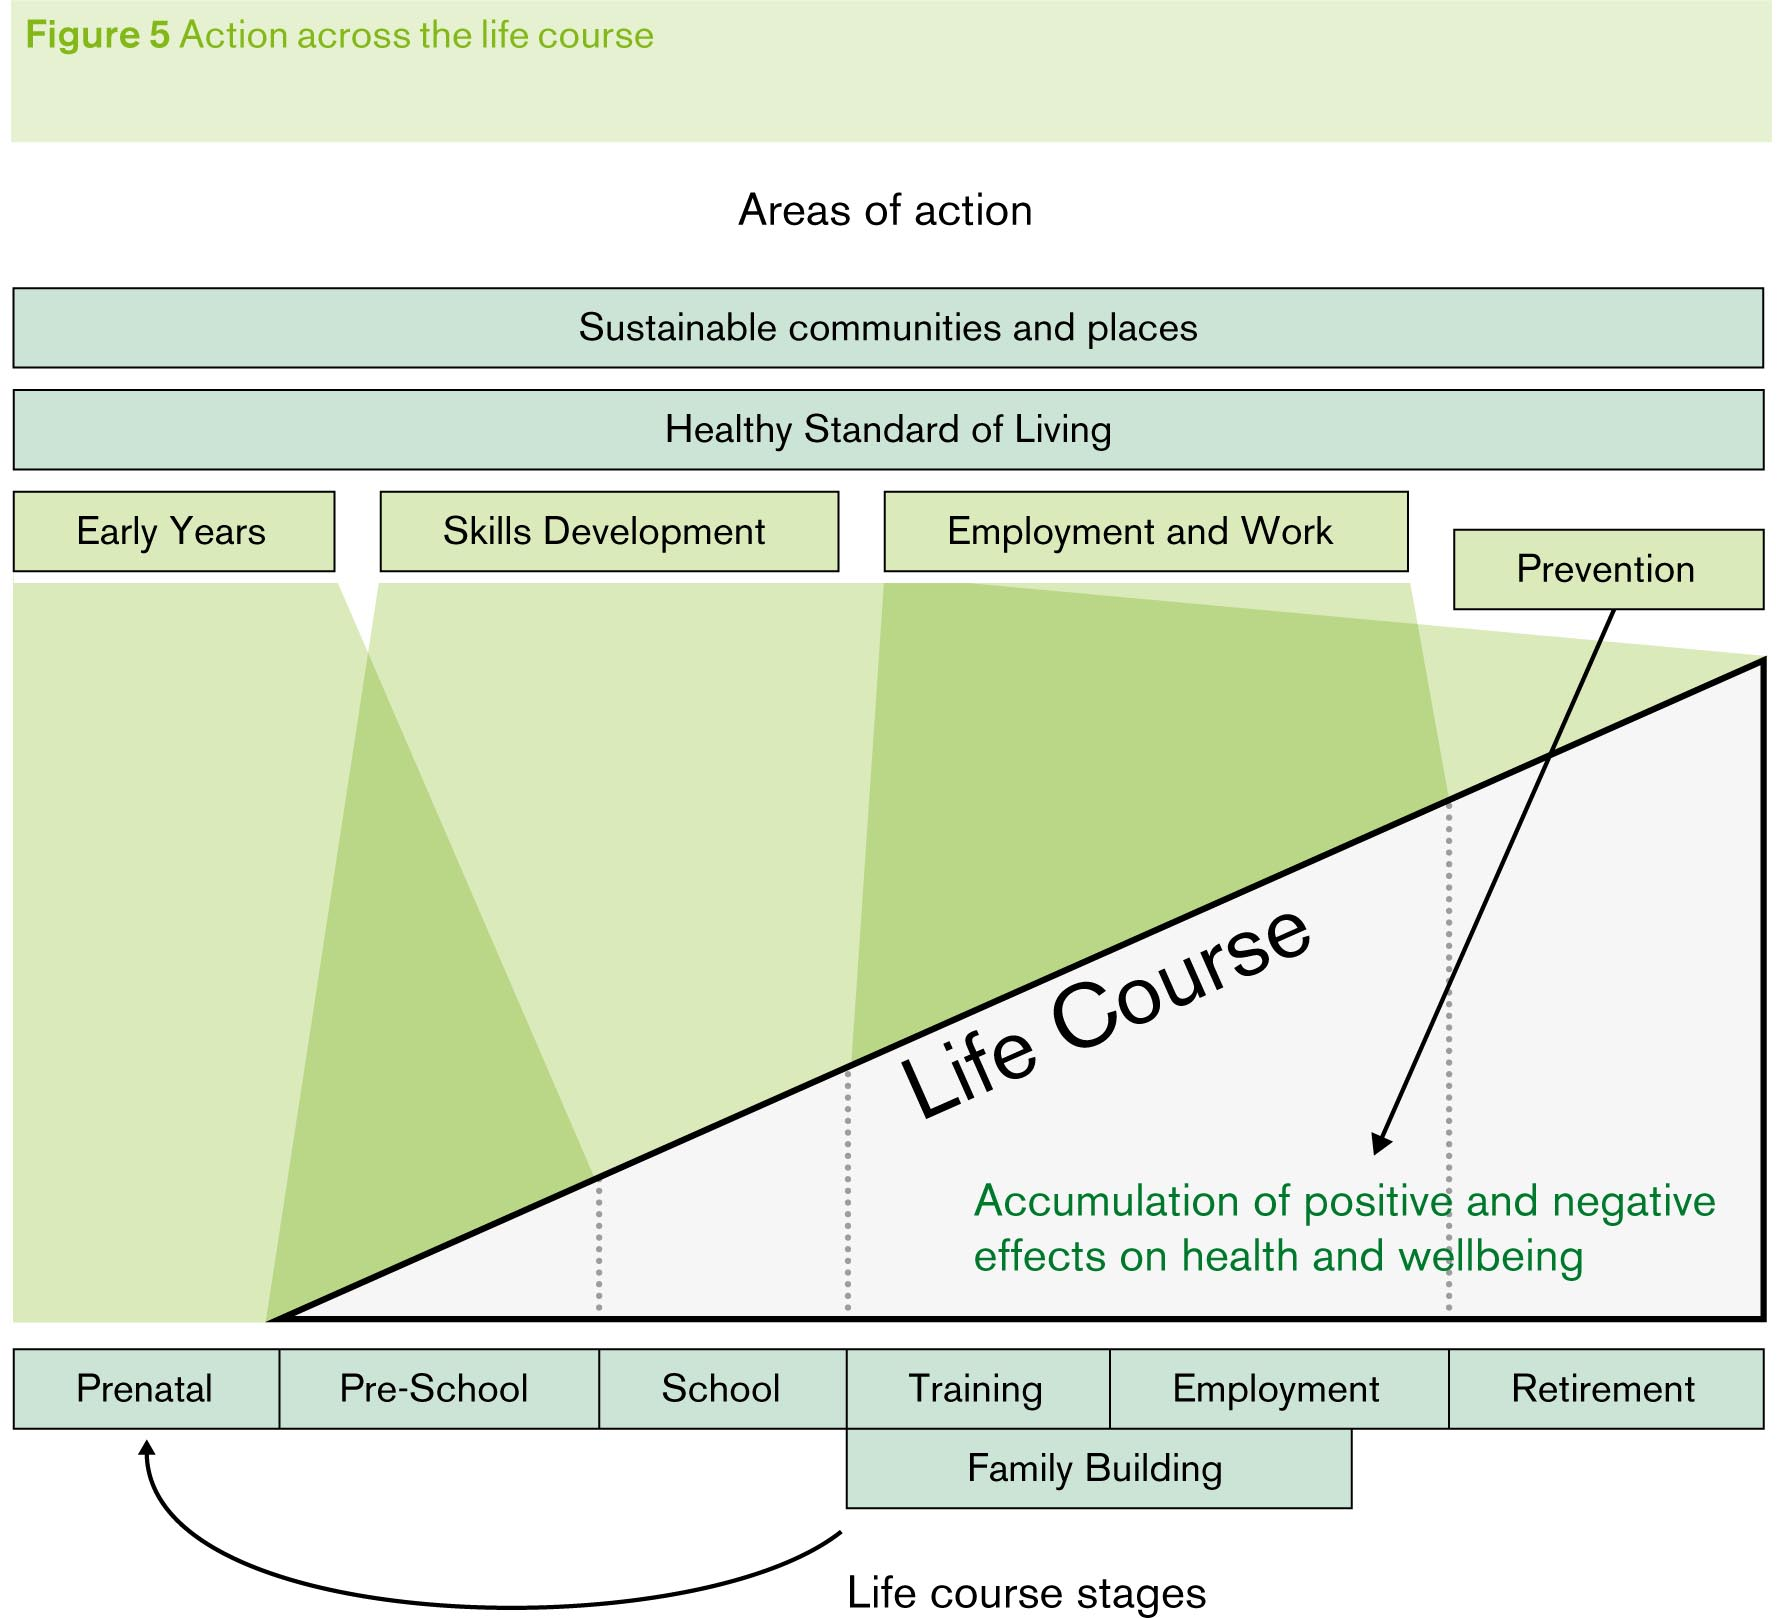 Figure 5 Action across the life course
Areas of action
Sustainable communities and places
Healthy Standard of Living
Early Years
Skills Development
Employment and Work
Prevention
Life Course
Accumulation of positive and negative
effects on health and wellbeing
Prenatal
Pre-School
School
Training
Employment
Retirement
Family Building
Life course stages